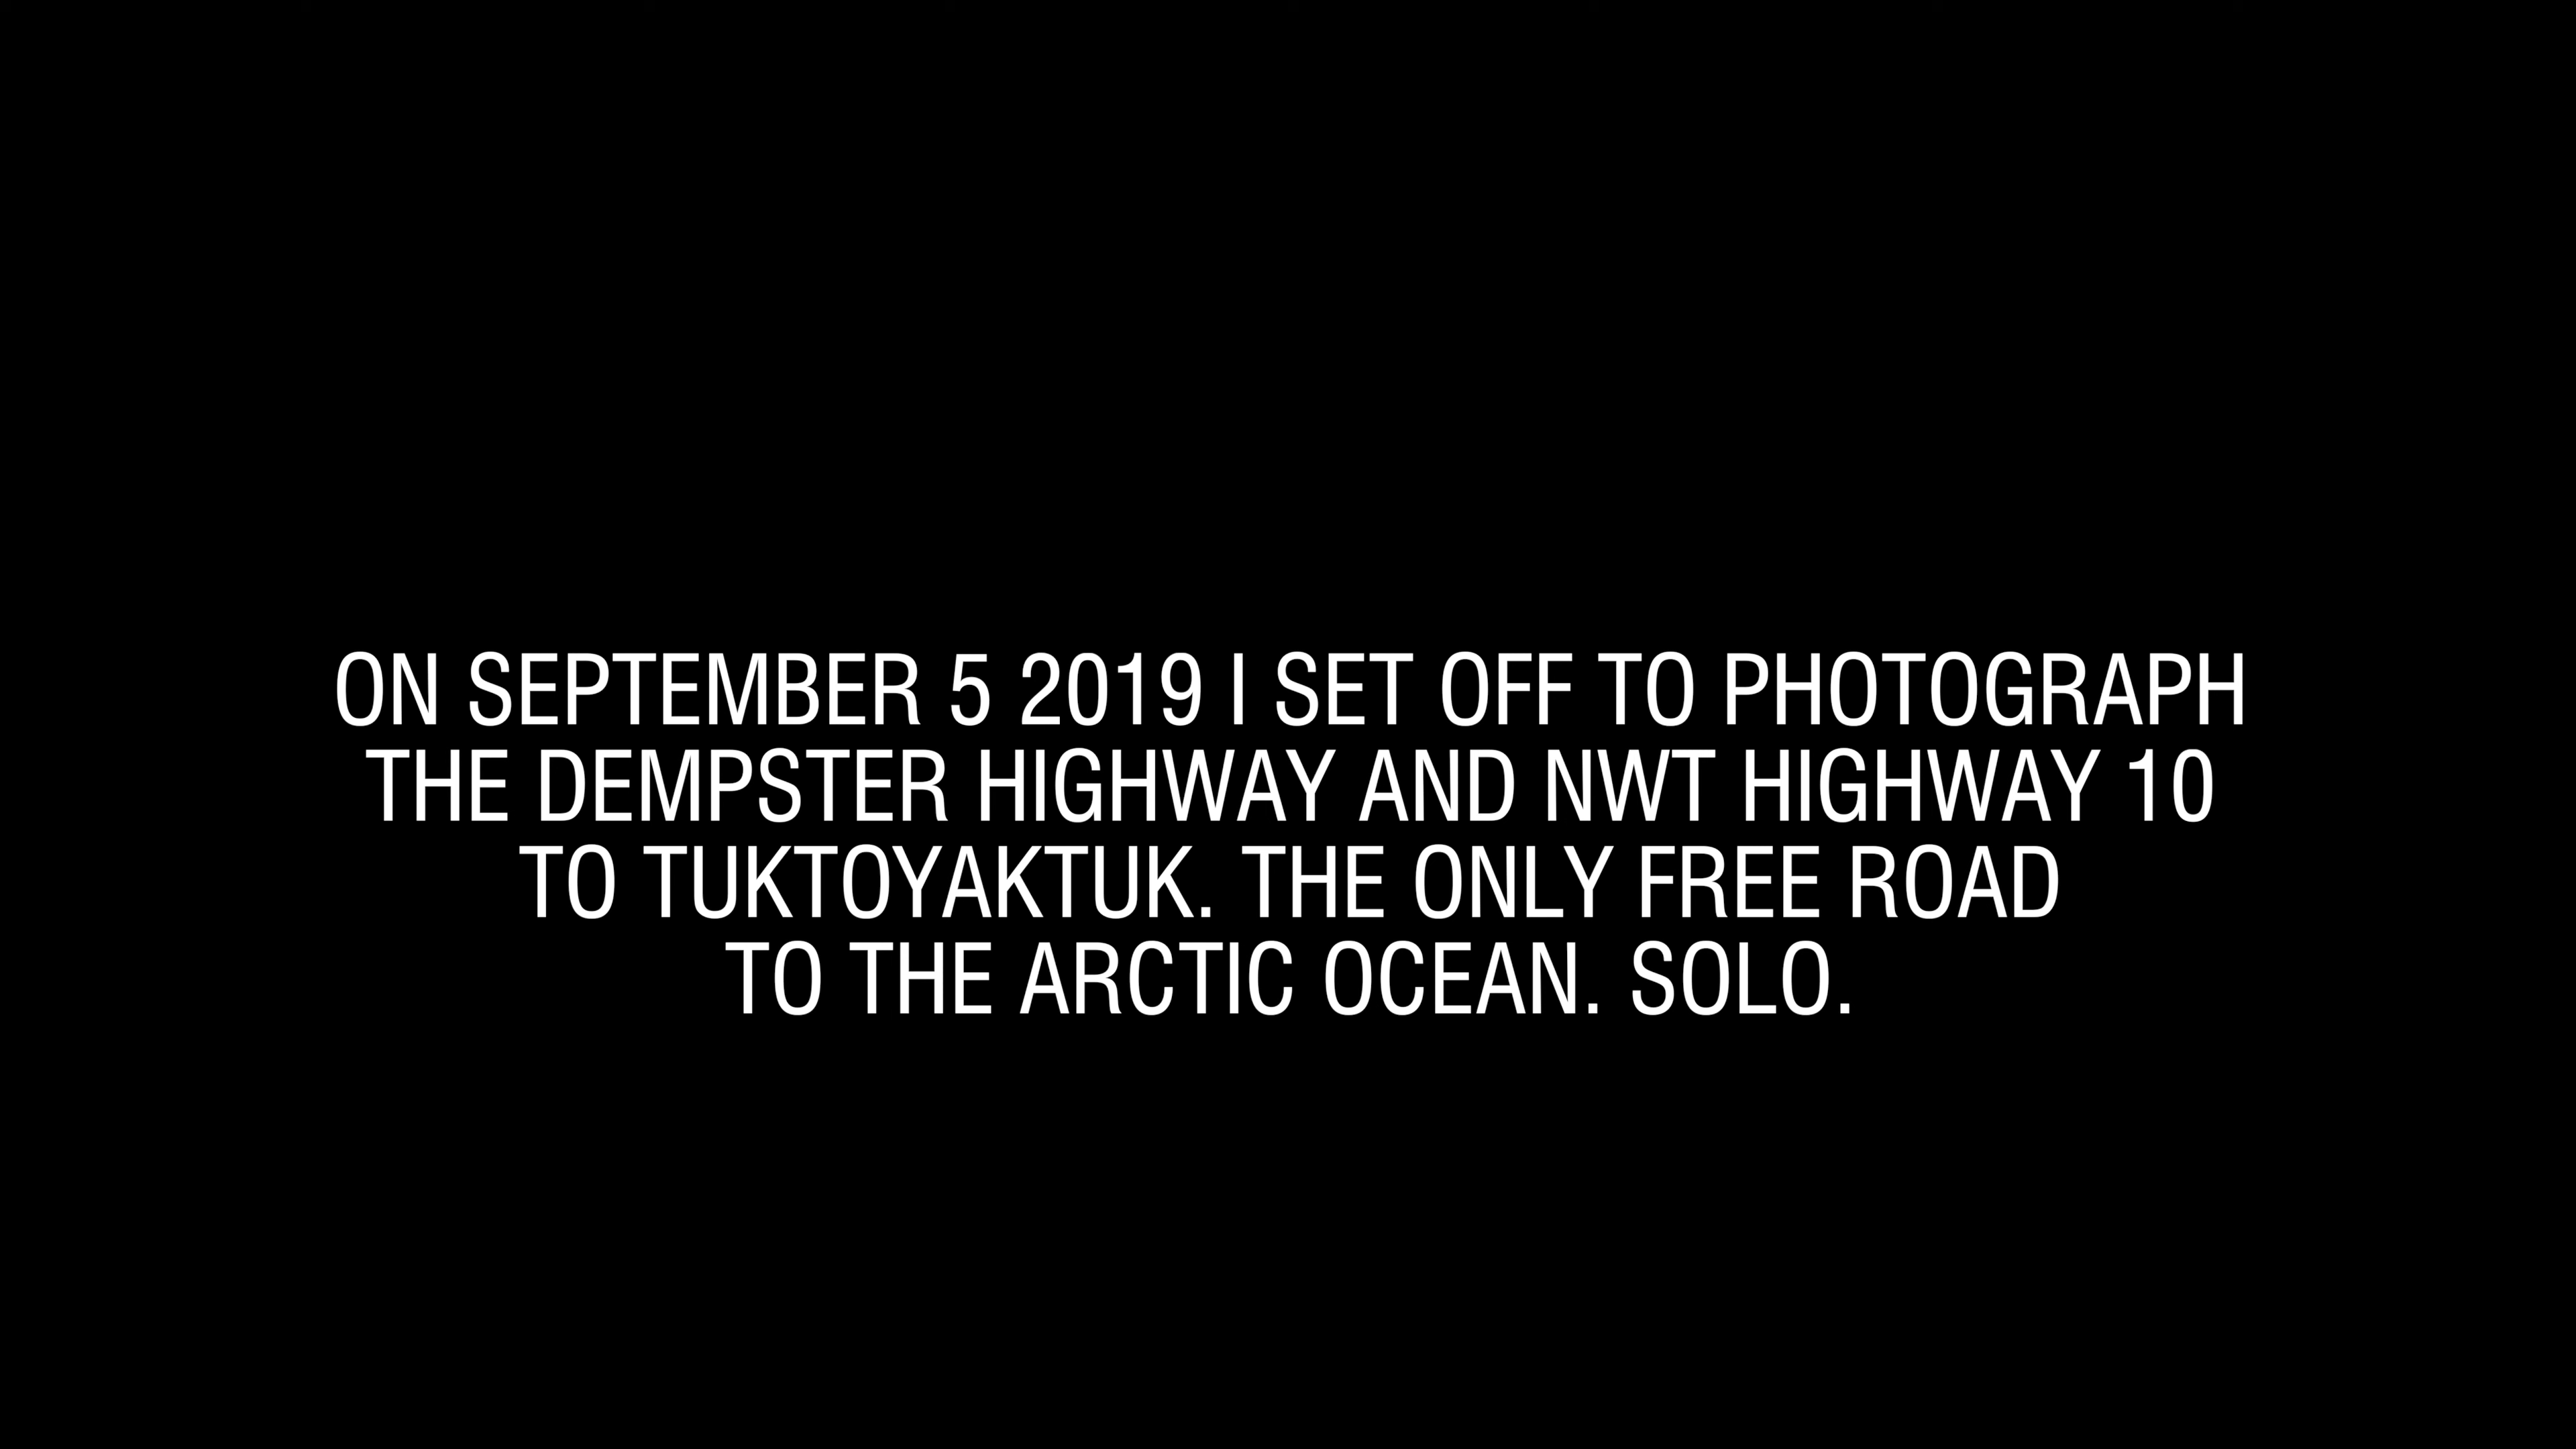 ON SEPTEMBER 5 2019 I SET OFF TO PHOTOGRAPH
THE DEMPSTER HIGHWAY AND NWT HIGHWAY 10
TO TUKTOYAKTUK. THE ONLY FREE ROAD
TO THE ARCTIC OCEAN. SOLO.